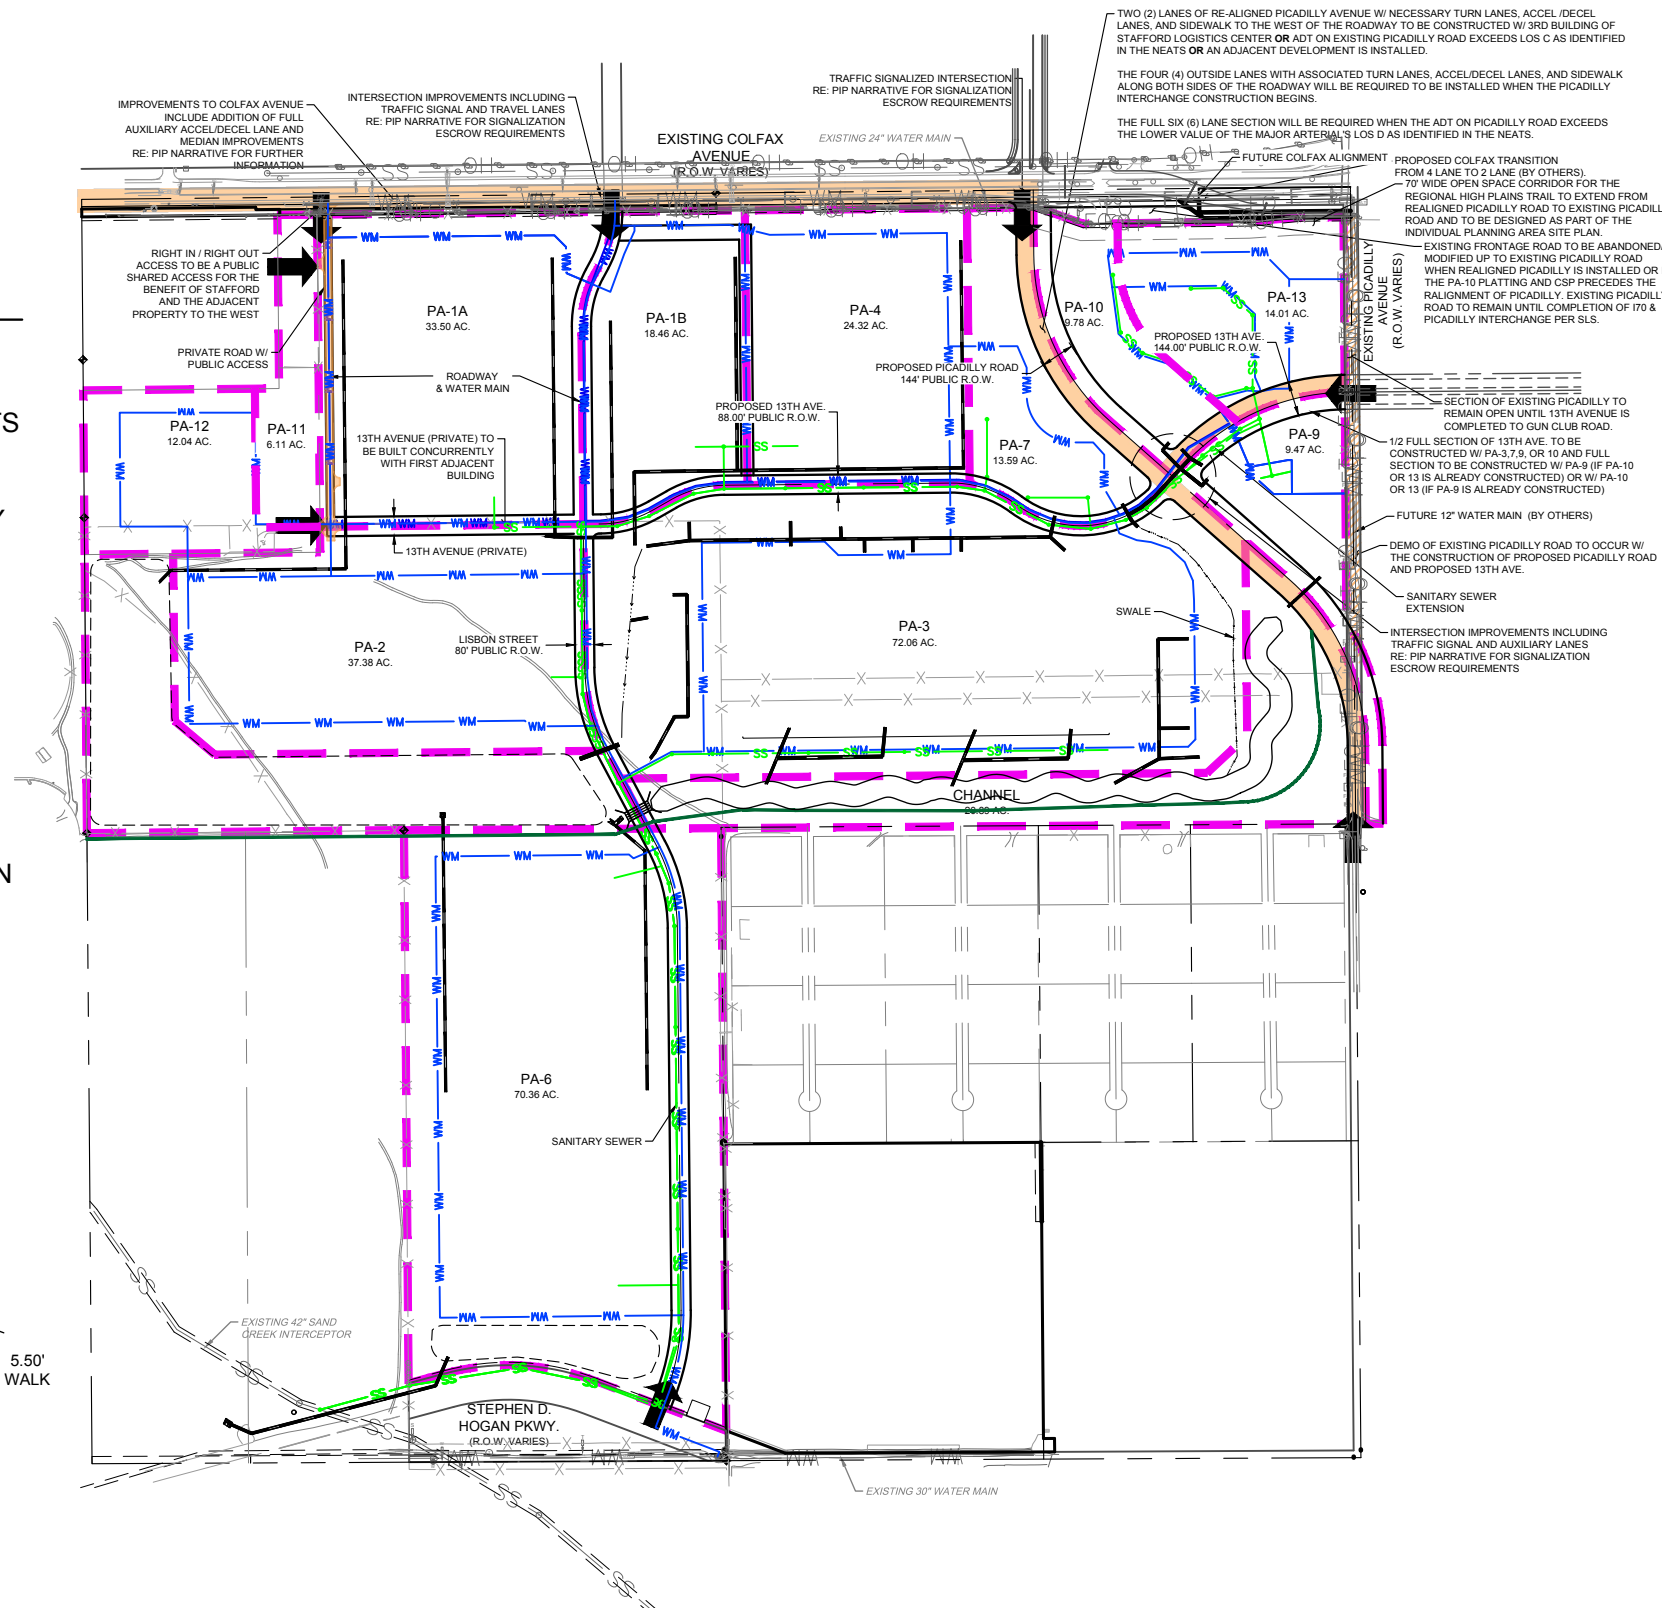 TWO (2) LANES OF RE-ALIGNED PICADILLY AVENUE W/ NECESSARY TURN LANES, ACCEL /DECEL
LANES, AND SIDEWALK TO THE WEST OF THE ROADWAY TO BE CONSTRUCTED W/ 3RD BUILDING OF
STAFFORD LOGISTICS CENTER OR ADT ON EXISTING PICADILLY ROAD EXCEEDS LOS C AS IDENTIFIED
IN THE NEATS OR AN ADJACENT DEVELOPMENT IS INSTALLED.
THE FOUR (4) OUTSIDE LANES WITH ASSOCIATED TURN LANES, ACCEL/DECEL LANES, AND SIDEWALK
ALONG BOTH SIDES OF THE ROADWAY WILL BE REQUIRED TO BE INSTALLED WHEN THE PICADILLY
INTERCHANGE CONSTRUCTION BEGINS.
THE FULL SIX (6) LANE SECTION WILL BE REQUIRED WHEN THE ADT ON PICADILLY ROAD EXCEEDS
THE LOWER VALUE OF THE MAJOR ARTERIAL'S LOS D AS IDENTIFIED IN THE NEATS.
TRAFFIC SIGNALIZED INTERSECTION
RE: PIP NARRATIVE FOR SIGNALIZATION
ESCROW REQUIREMENTS
INTERSECTION IMPROVEMENTS INCLUDING
TRAFFIC SIGNAL AND TRAVEL LANES
RE: PIP NARRATIVE FOR SIGNALIZATION
ESCROW REQUIREMENTS
IMPROVEMENTS TO COLFAX AVENUE
INCLUDE ADDITION OF FULL
AUXILIARY ACCEL/DECEL LANE AND
MEDIAN IMPROVEMENTS
RE: PIP NARRATIVE FOR FURTHER
INFORMATION
EXISTING COLFAX
AVENUE
(R.O.W. VARIES)
EXISTING 24" WATER MAIN
FUTURE COLFAX ALIGNMENT
PROPOSED COLFAX TRANSITION
FROM 4 LANE TO 2 LANE (BY OTHERS).
70' WIDE OPEN SPACE CORRIDOR FOR THE
REGIONAL HIGH PLAINS TRAIL TO EXTEND FROM
REALIGNED PICADILLY ROAD TO EXISTING PICADILL
ROAD AND TO BE DESIGNED AS PART OF THE
INDIVIDUAL PLANNING AREA SITE PLAN.
EXISTING FRONTAGE ROAD TO BE ABANDONED/
MODIFIED UP TO EXISTING PICADILLY ROAD
WHEN REALIGNED PICADILLY IS INSTALLED OR
THE PA-10 PLATTING AND CSP PRECEDES THE
RALIGNMENT OF PICADILLY. EXISTING PICADILLY
ROAD TO REMAIN UNTIL COMPLETION OF I70 &
PICADILLY INTERCHANGE PER SLS.
EXISTING PICADILLY
AVENUE
(R.O.W. VARIES)
RIGHT IN / RIGHT OUT
ACCESS TO BE A PUBLIC
SHARED ACCESS FOR THE
BENEFIT OF STAFFORD
AND THE ADJACENT
PROPERTY TO THE WEST
PRIVATE ROAD W/
PUBLIC ACCESS
PA-1A
33.50 AC.
PA-1B
18.46 AC.
PA-4
24.32 AC.
PA-10
9.78 AC.
PA-13
14.01 AC.
PROPOSED 13TH AVE.
144.00' PUBLIC R.O.W.
PROPOSED PICADILLY ROAD
144' PUBLIC R.O.W.
ROADWAY
& WATER MAIN
PROPOSED 13TH AVE.
88.00' PUBLIC R.O.W.
SECTION OF EXISTING PICADILLY TO
REMAIN OPEN UNTIL 13TH AVENUE IS
COMPLETED TO GUN CLUB ROAD.
TS
PA-12
12.04 AC.
PA-11
6.11 AC.
13TH AVENUE (PRIVATE) TO
BE BUILT CONCURRENTLY
WITH FIRST ADJACENT
BUILDING
PA-7
13.59 AC.
PA-9
9.47 AC.
1/2 FULL SECTION OF 13TH AVE. TO BE
CONSTRUCTED W/ PA-3,7,9, OR 10 AND FULL
SECTION TO BE CONSTRUCTED W/ PA-9 (IF PA-10
OR 13 IS ALREADY CONSTRUCTED) OR W/ PA-10
OR 13 (IF PA-9 IS ALREADY CONSTRUCTED)
Y
FUTURE 12" WATER MAIN (BY OTHERS)
13TH AVENUE (PRIVATE)
DEMO OF EXISTING PICADILLY ROAD TO OCCUR W/
THE CONSTRUCTION OF PROPOSED PICADILLY ROAD
AND PROPOSED 13TH AVE.
SANITARY SEWER
EXTENSION
SWALE
PA-3
72.06 AC.
INTERSECTION IMPROVEMENTS INCLUDING
TRAFFIC SIGNAL AND AUXILIARY LANES
RE: PIP NARRATIVE FOR SIGNALIZATION
ESCROW REQUIREMENTS
LISBON STREET
80' PUBLIC R.O.W.
PA-2
37.38 AC.
CHANNEL
N
PA-6
70.36 AC.
SANITARY SEWER
EXISTING 42" SAND
CREEK INTERCEPTOR
5.50'
WALK
STEPHEN D.
HOGAN PKWY.
(R.O.W. VARIES)
EXISTING 30" WATER MAIN